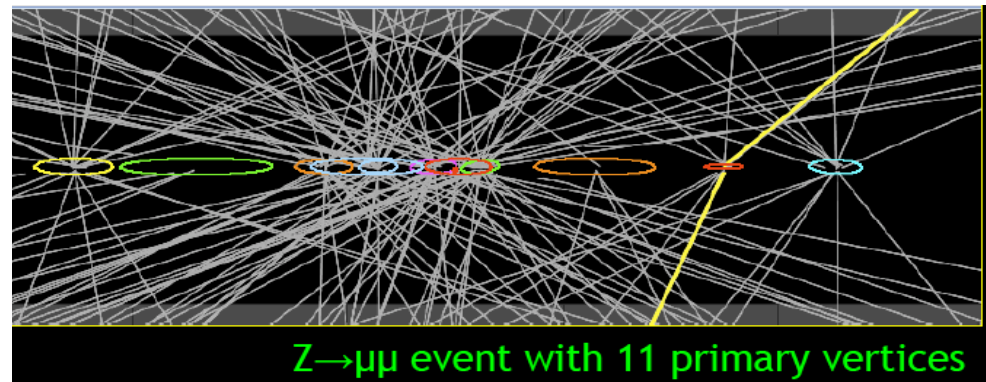 Z→μμ event with 11 primary vertices